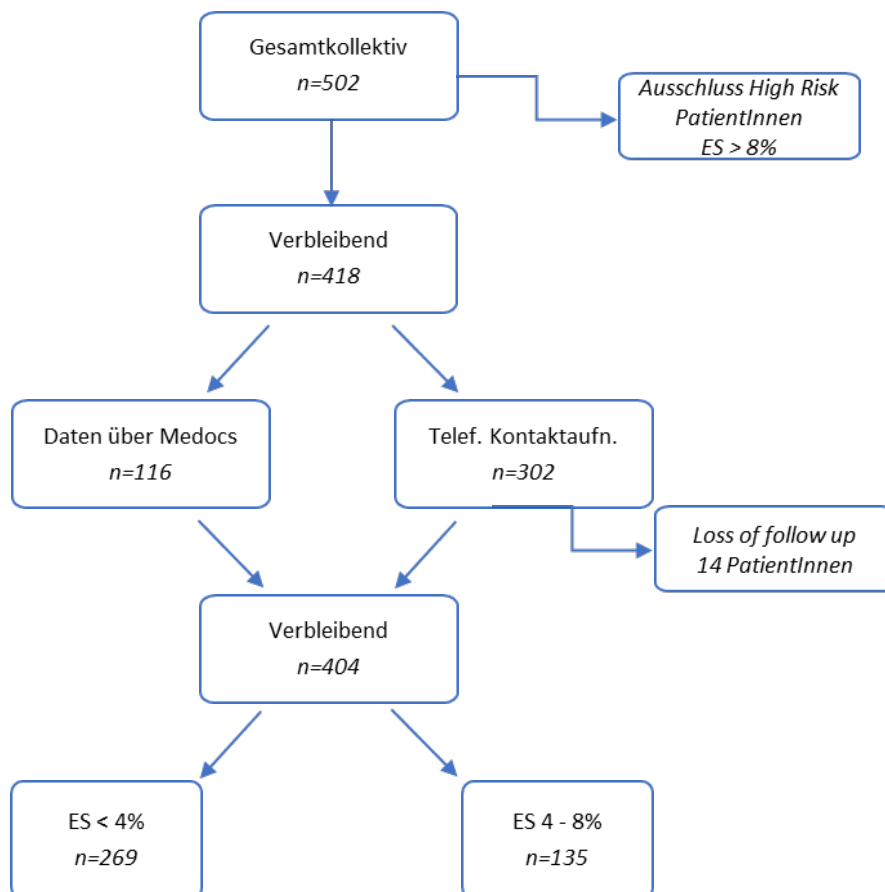 Gesamtkollektiv
n=502
Ausschluss High Risk
PatientInnen
ES > 8%
Verbleibend
n=418
Daten über Medocs
n=116
Telef. Kontaktaufn.
n=302
Loss of follow up
14 PatientInnen
Verbleibend
n=404
ES < 4%
n=269
ES 4 - 8%
n=135